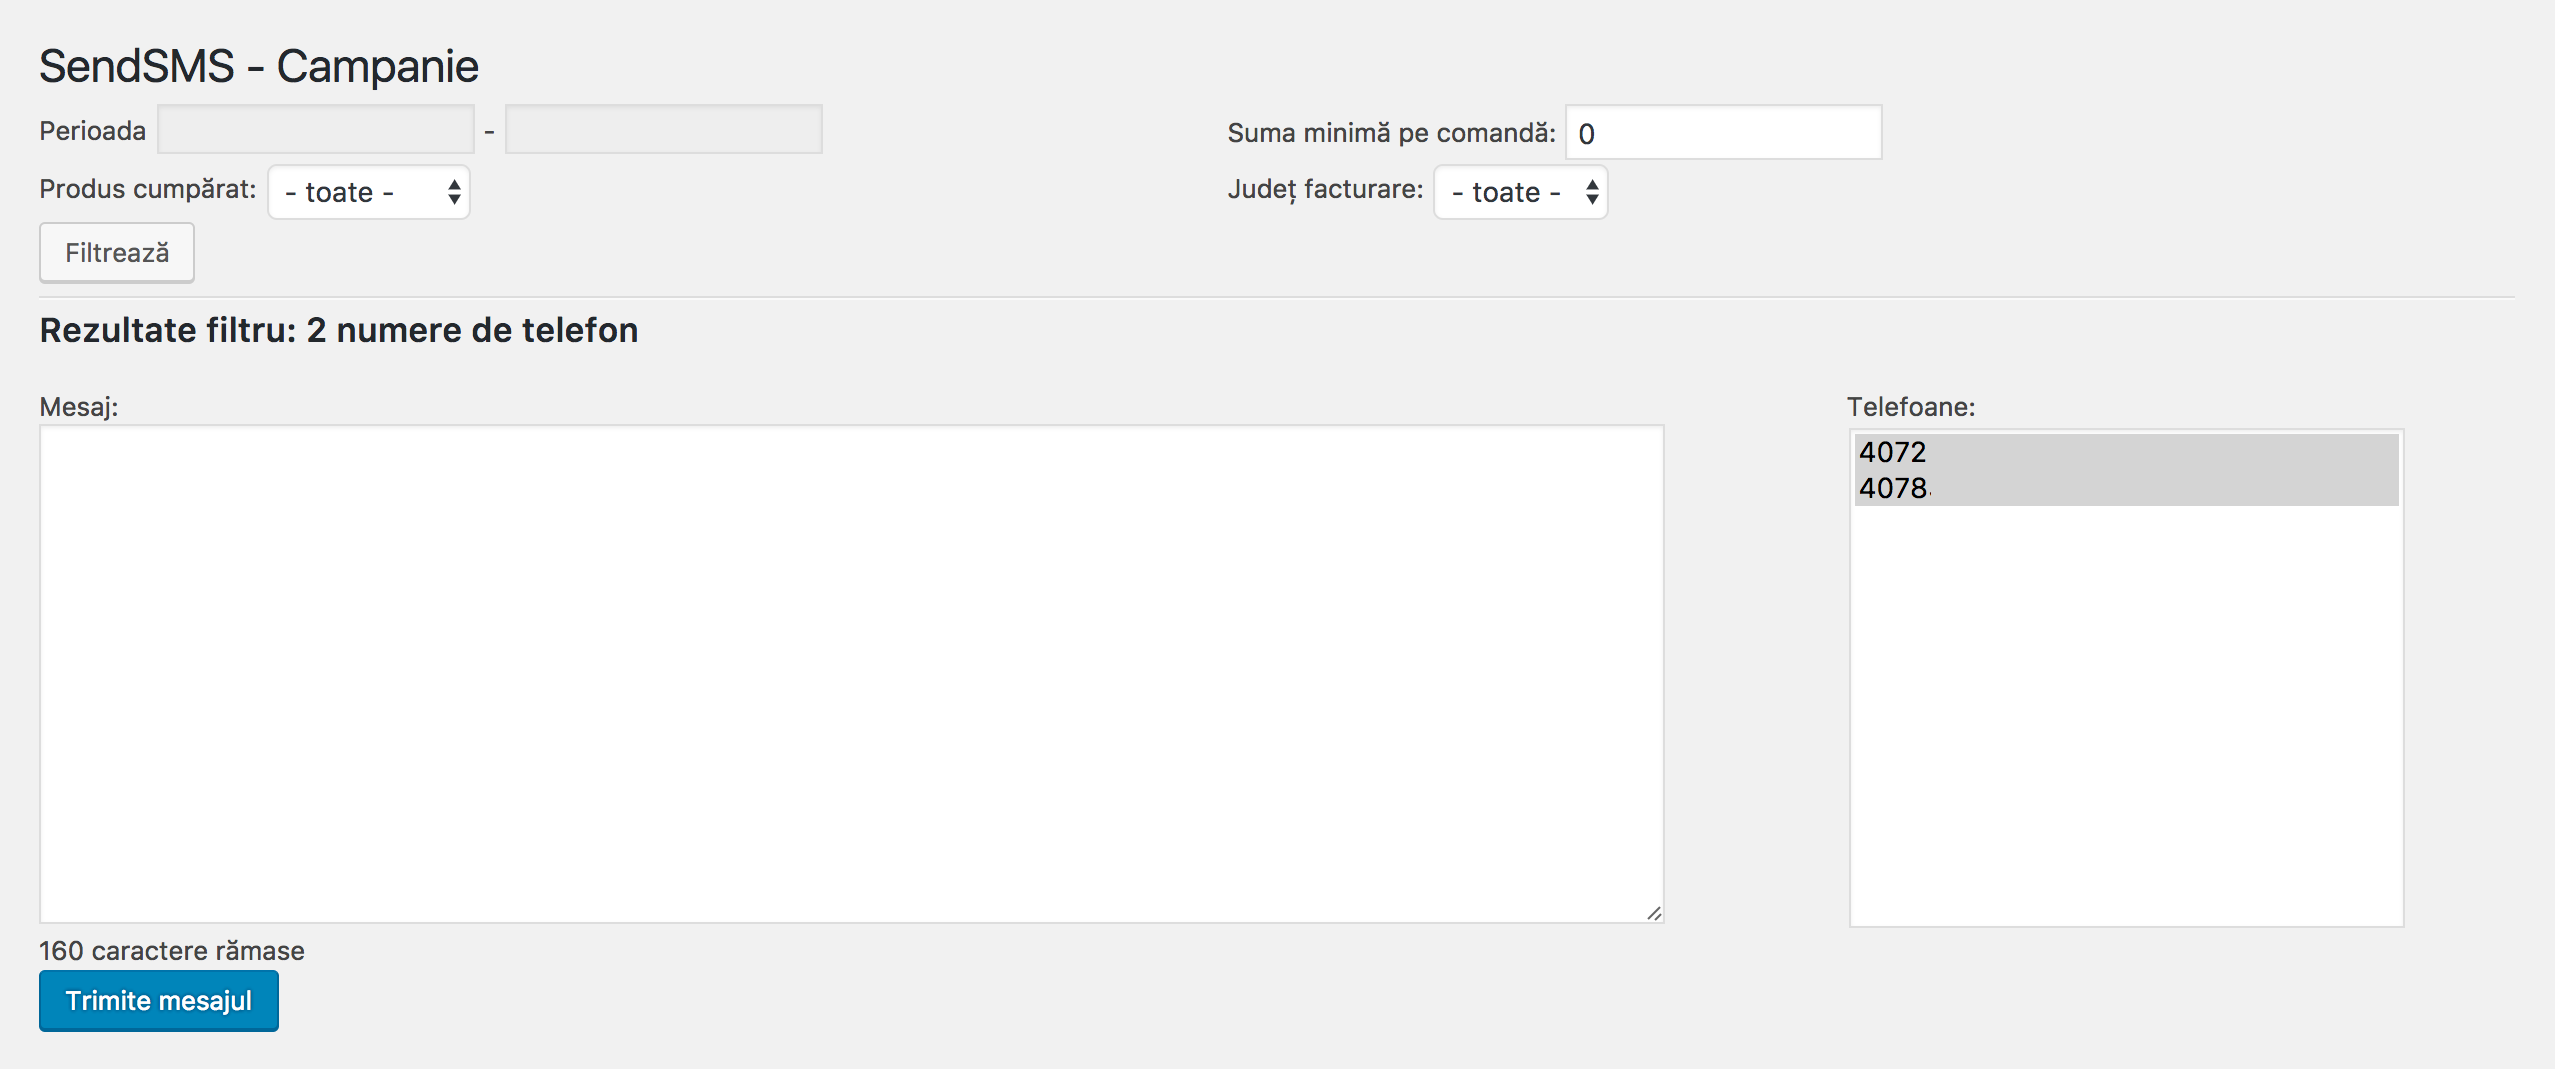 SendSMS - Campanie
Perioada -
Suma minimă pe comandă: 0
Produs cumpărat: - toate -
Județ facturare: - toate -
Filtrează
Rezultate filtru: 2 numere de telefon
Mesaj:
Telefoane:
4072
4078
160 caractere rămase
Trimite mesajul